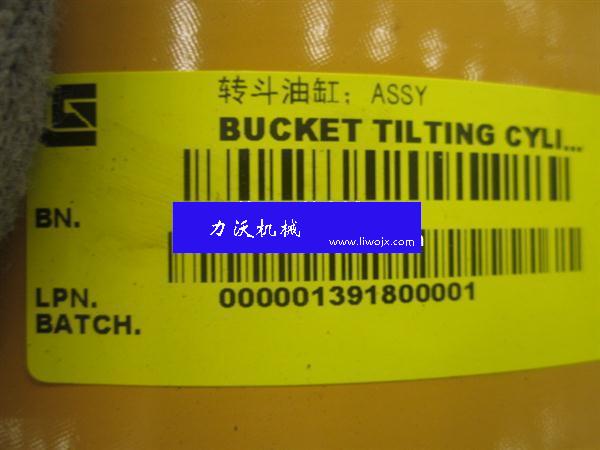 转斗油缸；ASSY
BUCKET TILTING CYLI...
BN.
力沃机械
www.liwojx.com
LPN. 000001391800001
BATCH.